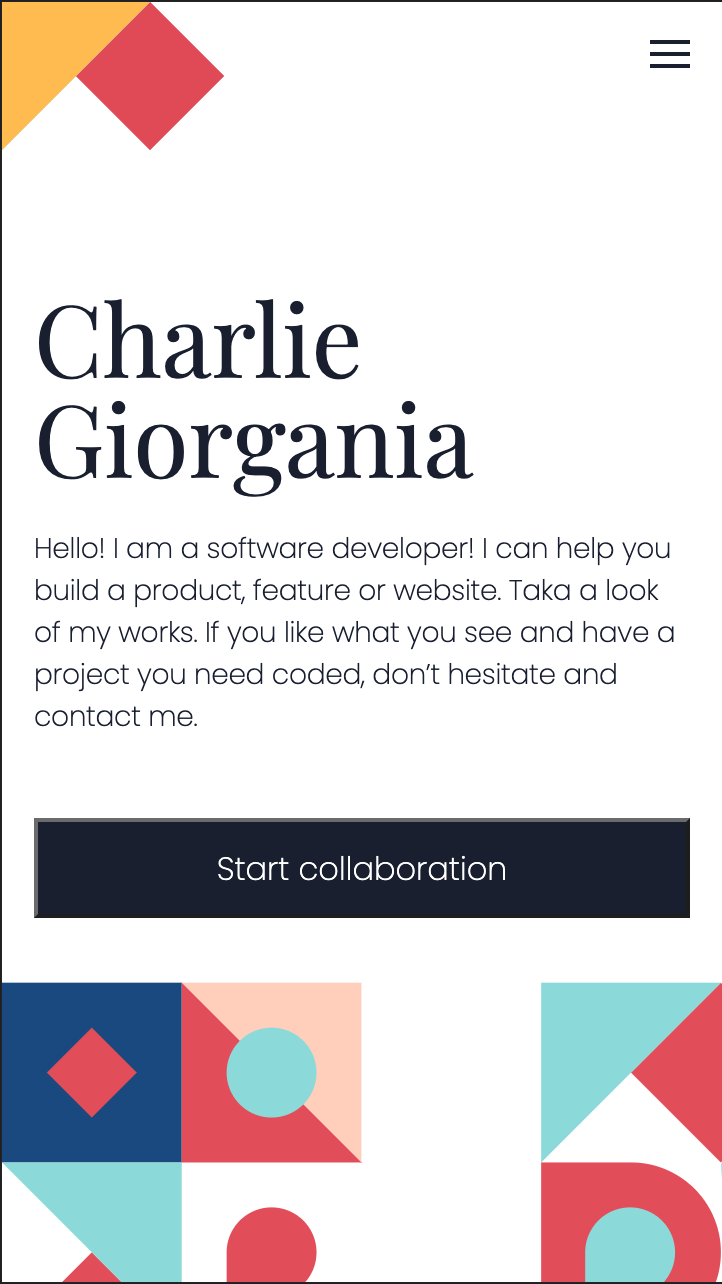 Charlie
Giorgania
Hello! I am a software developer! I can help you
build a product, feature or website. Taka a look
of my works. If you like what you see and have a
project you need coded, don’t hesitate and
contact me.
Start collaboration